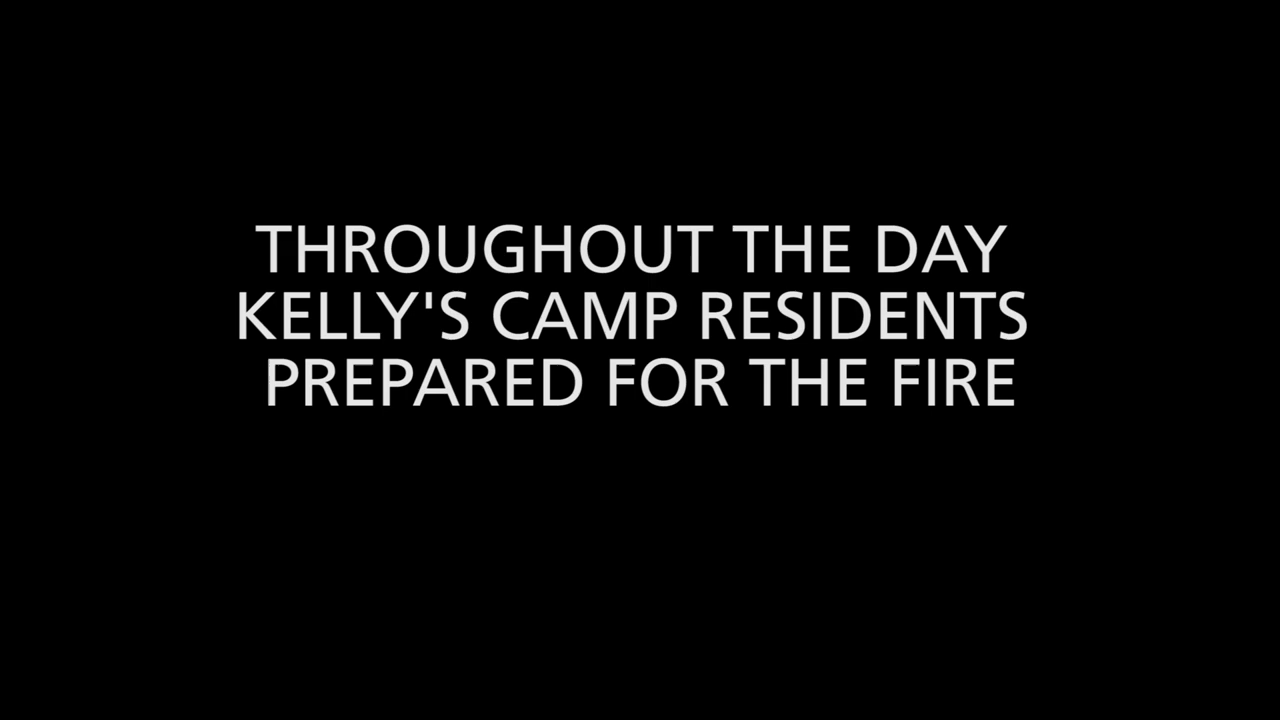 THROUGHOUT THE DAY
KELLY'S CAMP RESIDENTS
PREPARED FOR THE FIRE